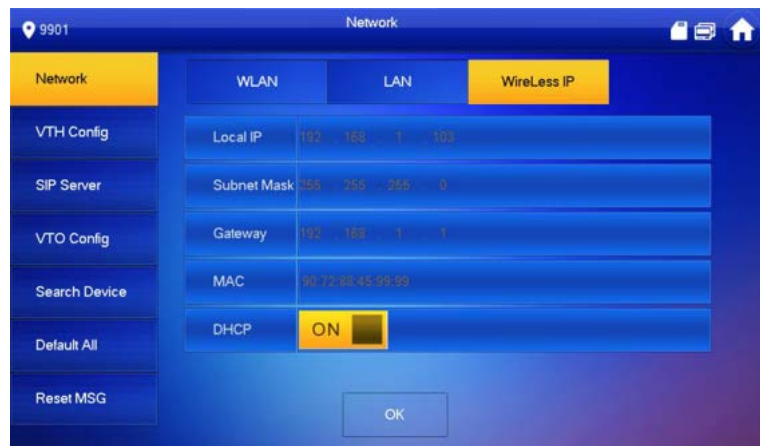 9901
Network
Network
WLAN
LAN
WireLess IP
VTH Config
Local IP 192 . 168 . 1 . 103
SIP Server
Subnet Mask 255 . 255 . 255 . 0
VTO Config
Gateway 192 . 168 . 1 . 1
Search Device
MAC 90:72:88:45:99:99
Default All
DHCP ON
Reset MSG
OK